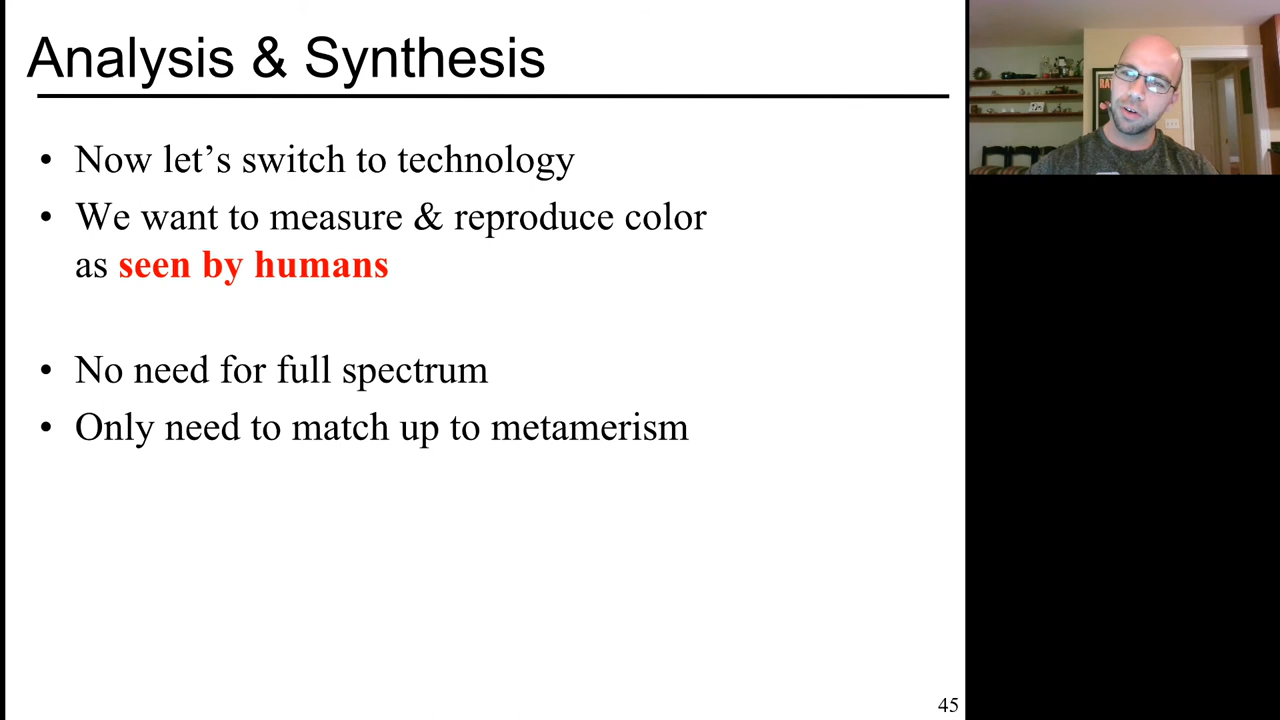 Analysis & Synthesis
• Now let's switch to technology
• We want to measure & reproduce color
as seen by humans
• No need for full spectrum
• Only need to match up to metamerism
45